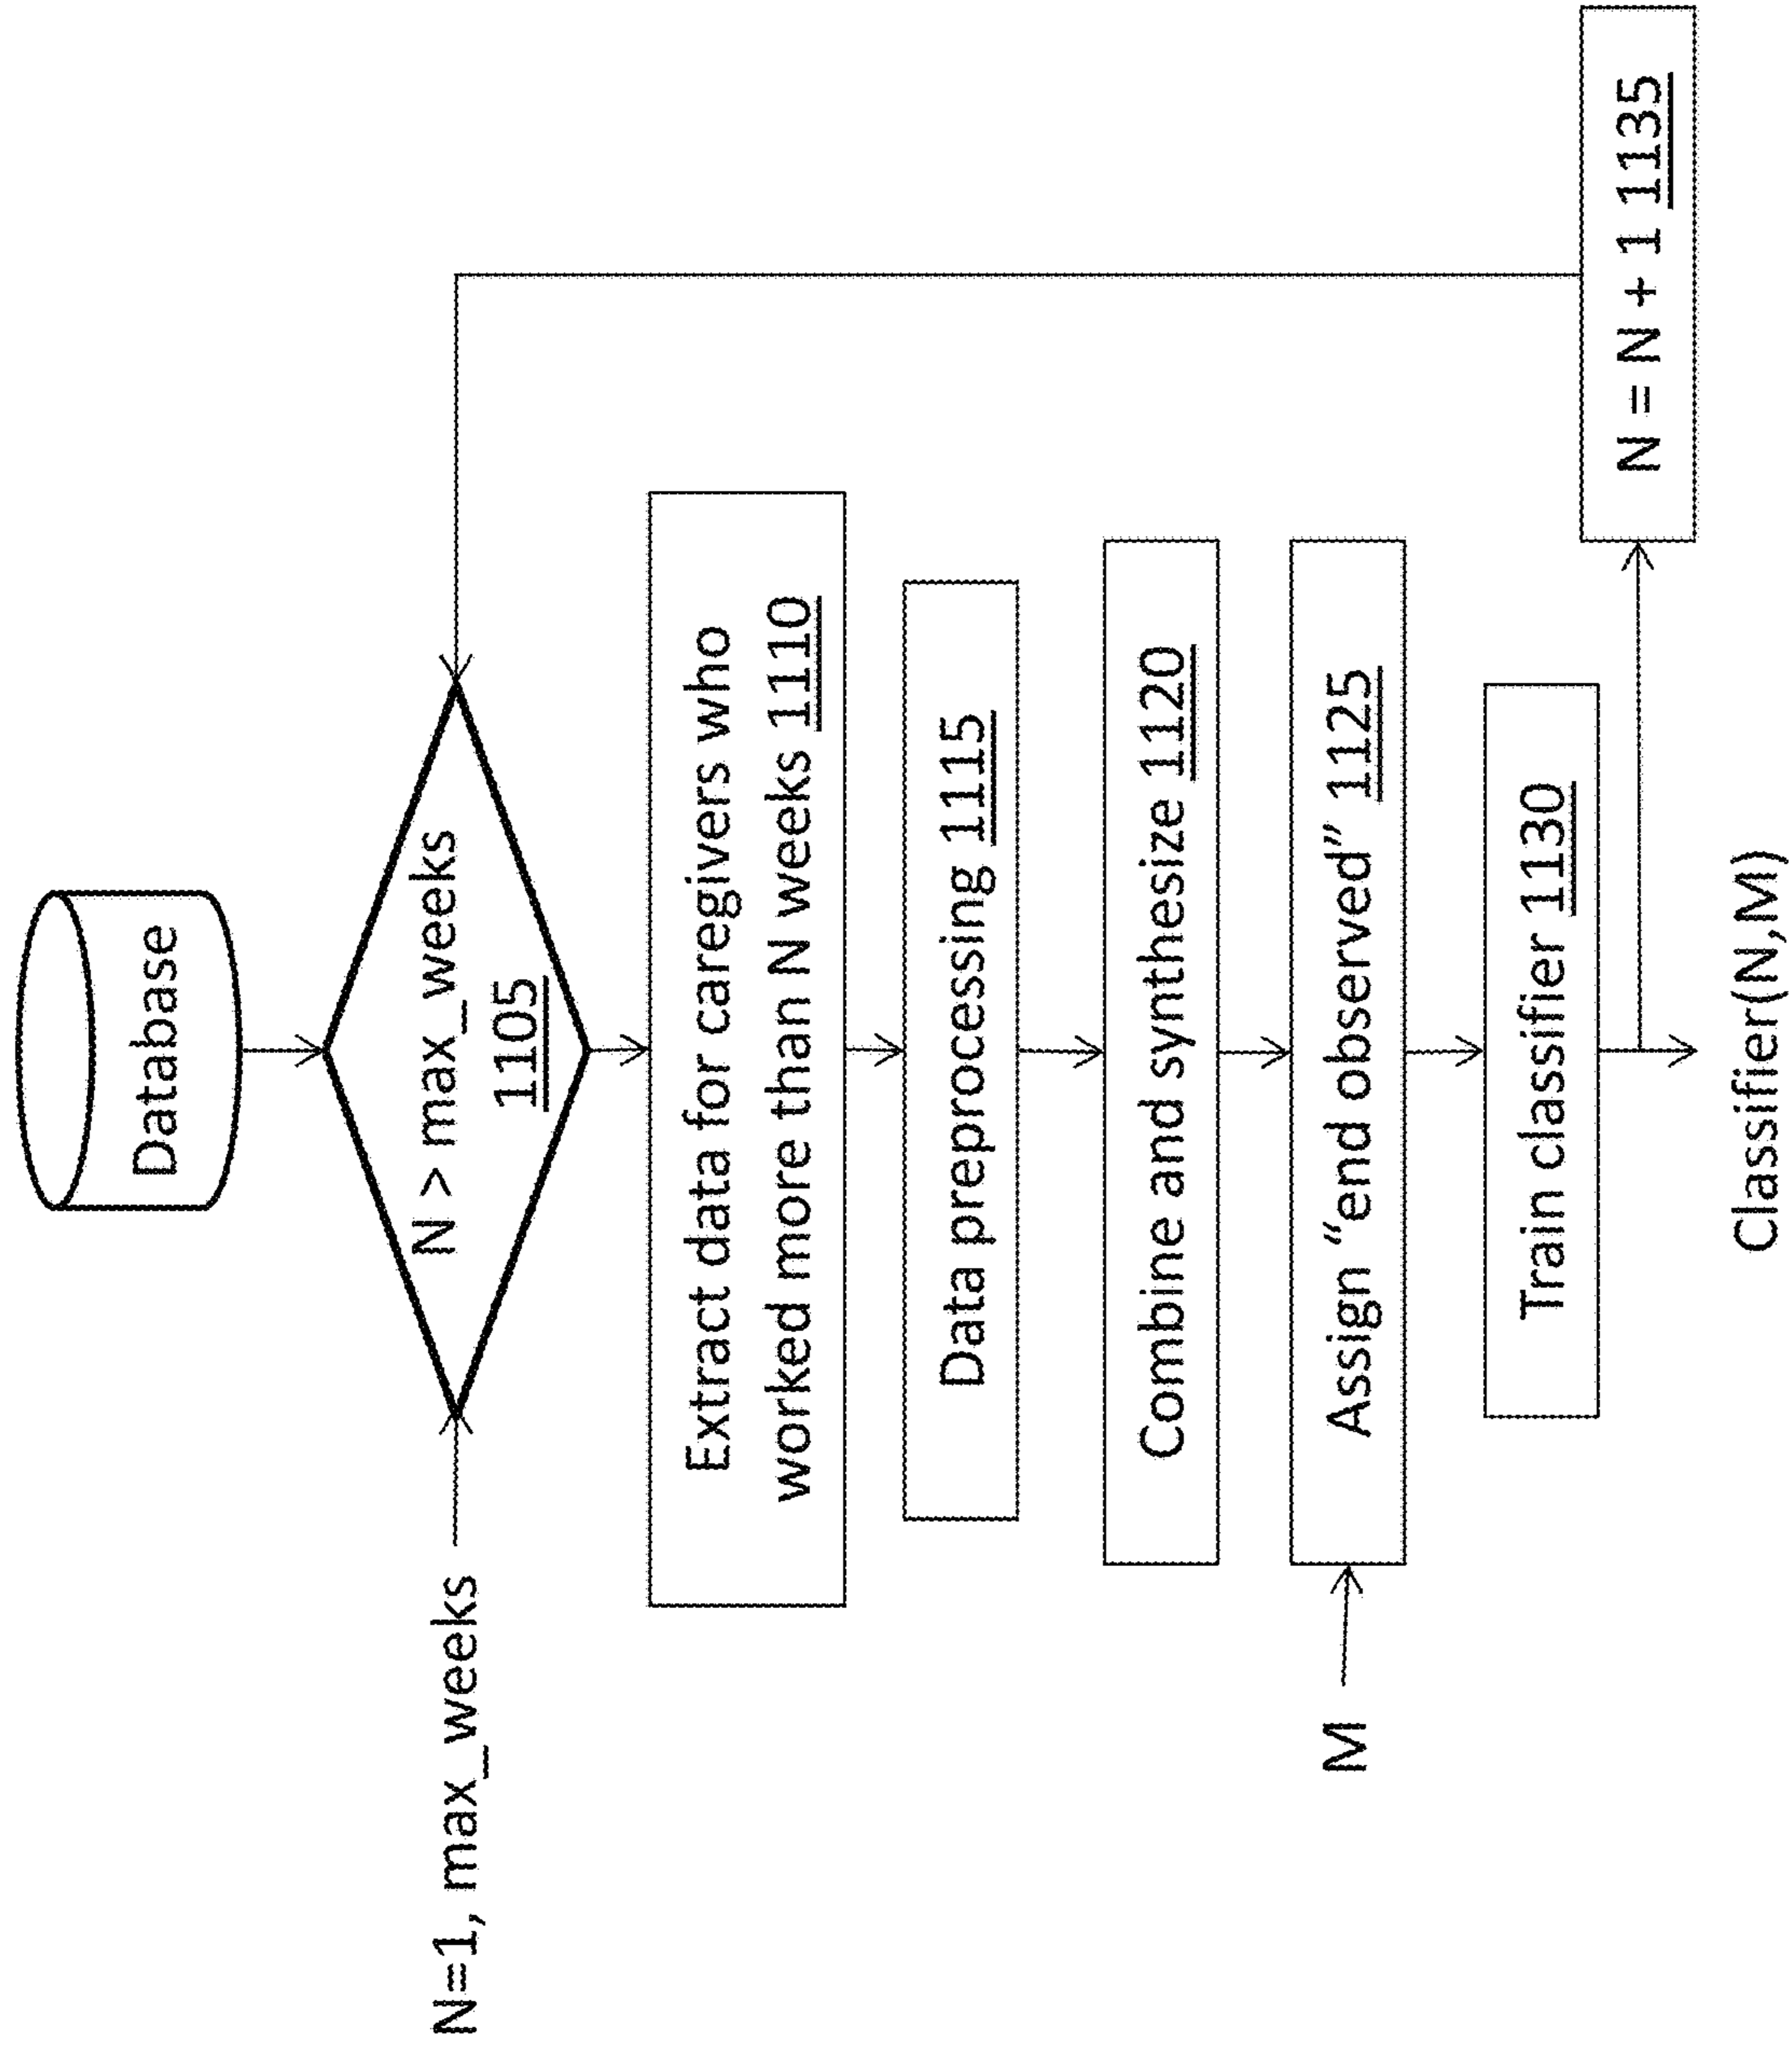 Database
N=1, max_weeks
N > max_weeks
1105
Extract data for caregivers who
worked more than N weeks 1110
Data preprocessing 1115
Combine and synthesize 1120
M
Assign “end observed” 1125
Train classifier 1130
N = N + 1 1135
Classifier(N,M)